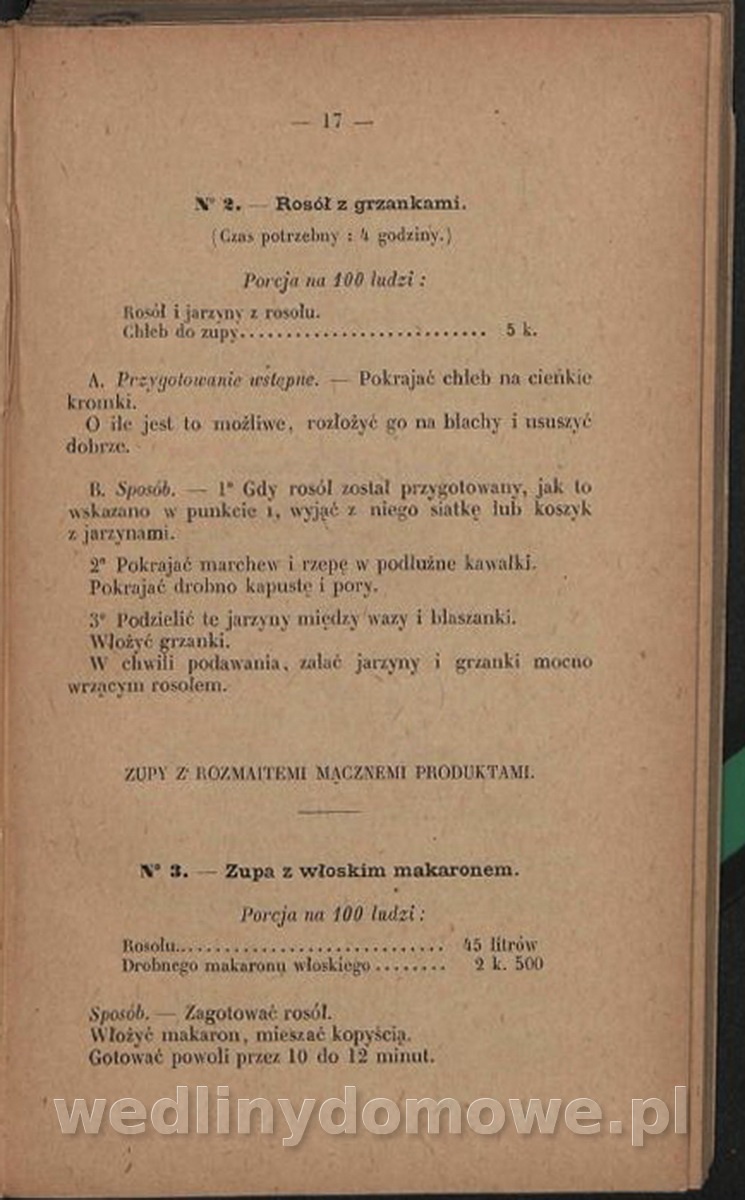 — 17 —
N° 2. — Rosół z grzankami.
(Czas potrzebny : 4 godziny.)
Porcja na 100 ludzi :
Rosół i jarzyny z rosołu.
Chleb do zupy........................... 5 k.
A. Przygotowanie wstępne. — Pokrajać chleb na cieńkie
kromki.
O ile jest to możliwe, rozłożyć go na blachy i ususzyć
dobrze.
B. Sposób. — 1° Gdy rosół został przygotowany, jak to
wskazano w punkcie 1, wyjąć z niego siatkę lub koszyk
z jarzynami.
2° Pokrajać marchew i rzepę w podłużne kawałki.
Pokrajać drobno kapustę i pory.
3° Podzielić te jarzyny między wazy i blaszanki.
Włożyć grzanki.
W chwili podawania, zalać jarzyny i grzanki mocno
wrzącym rosołem.
ZUPY Z ROZMAITEMI MĄCZNEMI PRODUKTAMI.
N° 3. — Zupa z włoskim makaronem.
Porcja na 100 ludzi :
Rosołu............................. 45 litrów
Drobnego makaronu włoskiego........ 2 k. 500
Sposób. — Zagotować rosół.
Włożyć makaron, mieszać kopyścią.
Gotować powoli przez 10 do 12 minut.
wedlinydomowe.pl